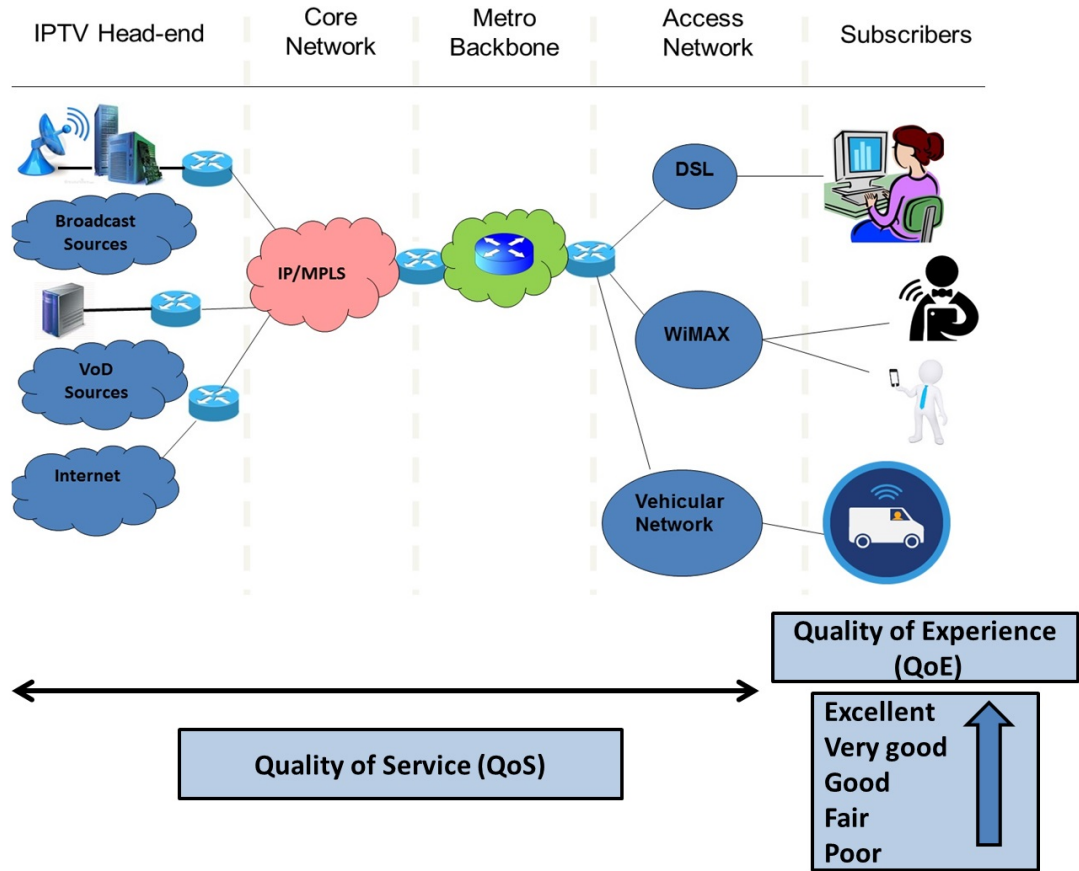 IPTV Head-end
Core
Network
Metro
Backbone
Access
Network
Subscribers
Broadcast
Sources
VoD
Sources
Internet
IP/MPLS
DSL
WiMAX
Vehicular
Network
Quality of Experience
(QoE)
Quality of Service (QoS)
Excellent
Very good
Good
Fair
Poor